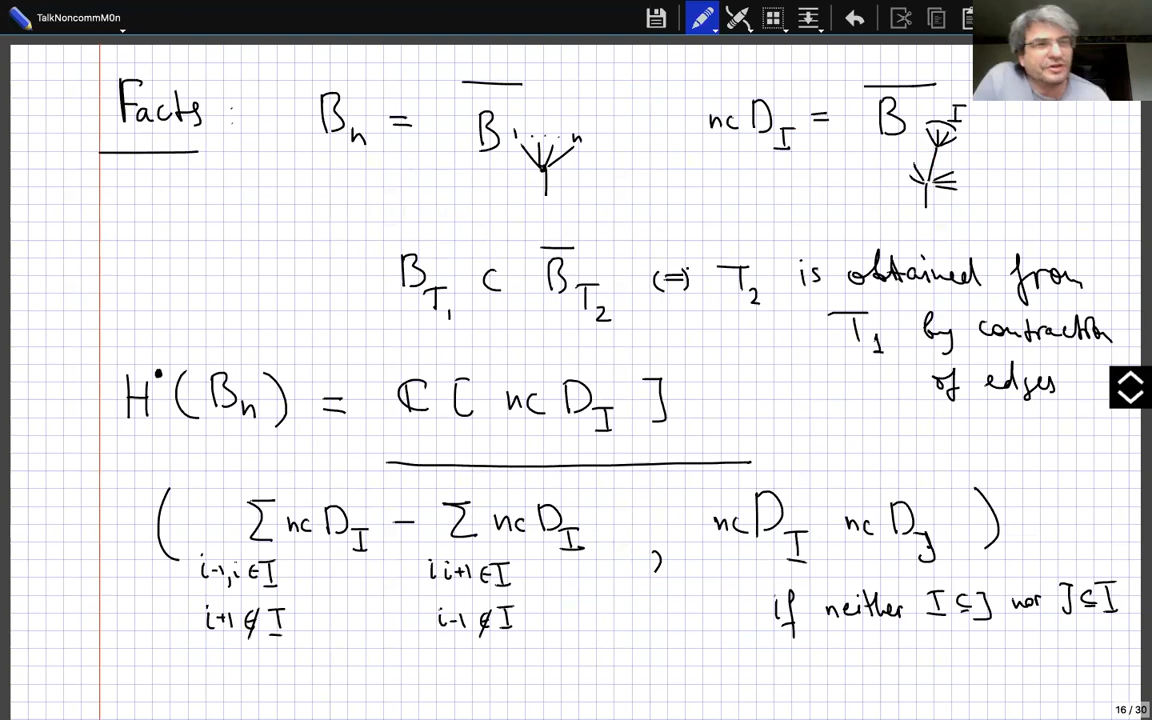 TalkNoncommM0n
Facts : B_n = \overline{B}_{1 ... n} ncD_I = \overline{B}_I
B_{T_1} ⊂ \overline{B}_{T_2} ⇔ T_2 is obtained from
T_1 by contraction
of edges
H^•(B_n) = ℂ[ncD_I]
( Σ ncD_I − Σ ncD_I , ncD_I ncD_J )
i-1, i ∈ I i i+1 ∈ I if neither I ⊆ J nor J ⊆ I
i+1 ∉ I i-1 ∉ I
16 / 30